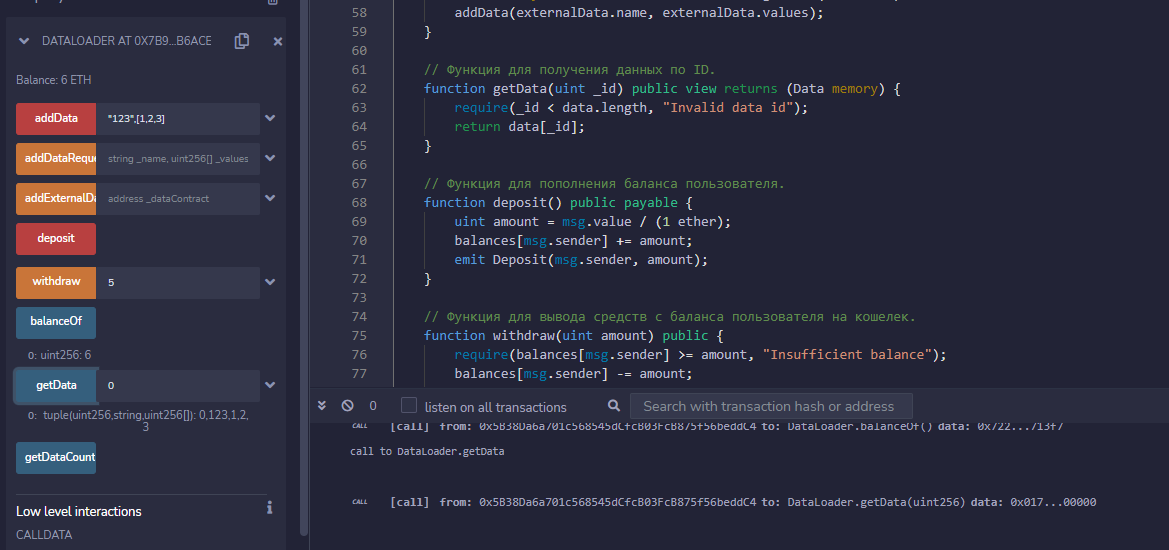 DATALOADER AT 0X7B9...B6ACE
Balance: 6 ETH
addData "123",[1,2,3]
addDataReque string _name, uint256[] _values
addExternalDa address _dataContract
deposit
withdraw 5
balanceOf
0: uint256: 6
getData 0
0: tuple(uint256,string,uint256[]): 0,123,1,2,
3
getDataCount
Low level interactions
CALLDATA
58 addData(externalData.name, externalData.values);
59 }
60
61 // Функция для получения данных по ID.
62 function getData(uint _id) public view returns (Data memory) {
63 require(_id < data.length, "Invalid data id");
64 return data[_id];
65 }
66
67 // Функция для пополнения баланса пользователя.
68 function deposit() public payable {
69 uint amount = msg.value / (1 ether);
70 balances[msg.sender] += amount;
71 emit Deposit(msg.sender, amount);
72 }
73
74 // Функция для вывода средств с баланса пользователя на кошелек.
75 function withdraw(uint amount) public {
76 require(balances[msg.sender] >= amount, "Insufficient balance");
77 balances[msg.sender] -= amount;
0 listen on all transactions Search with transaction hash or address
CALL [call] from: 0x5B38Da6a701c568545dCfcB03FcB875f56beddC4 to: DataLoader.balanceOf() data: 0x722...713f7
call to DataLoader.getData
CALL [call] from: 0x5B38Da6a701c568545dCfcB03FcB875f56beddC4 to: DataLoader.getData(uint256) data: 0x017...00000